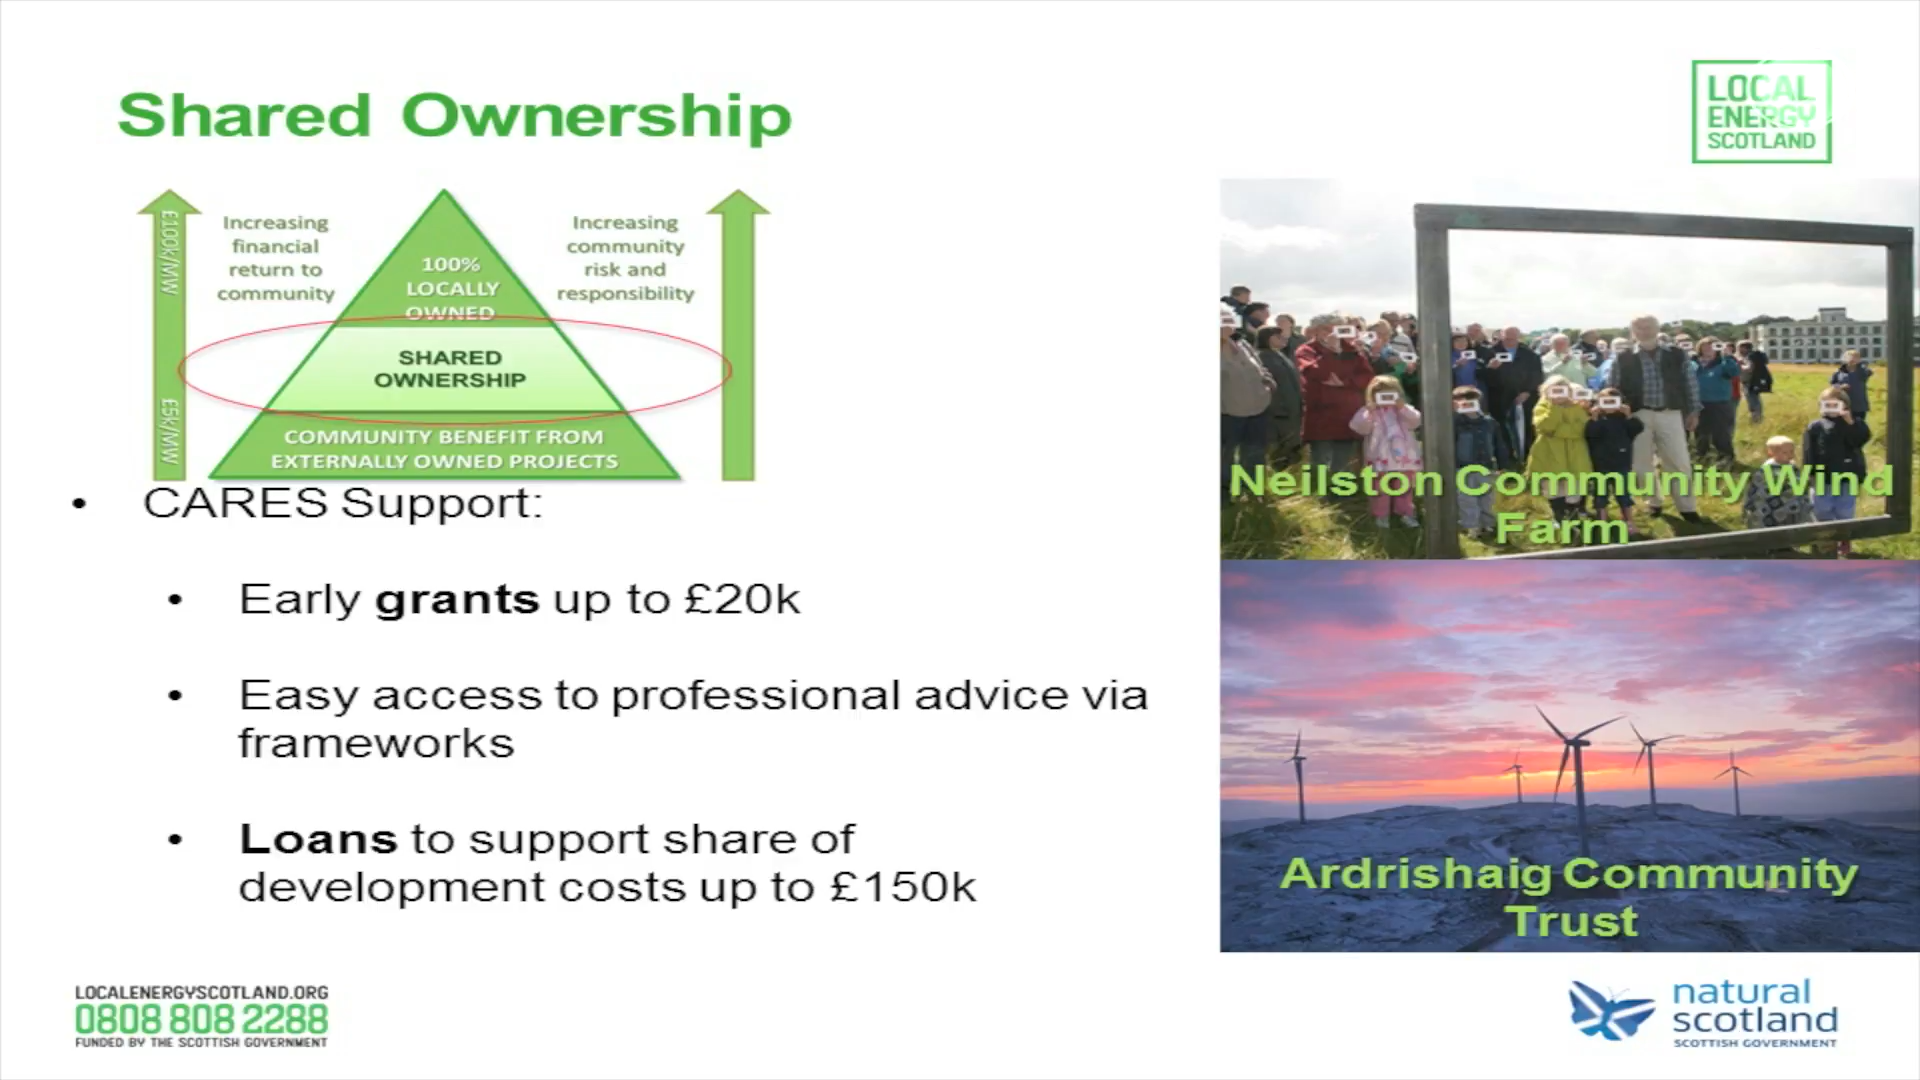 Shared Ownership
LOCAL
ENERGY
SCOTLAND
£100k/MW
£5k/MW
Increasing
financial
return to
community
100%
LOCALLY
OWNED
Increasing
community
risk and
responsibility
SHARED
OWNERSHIP
COMMUNITY BENEFIT FROM
EXTERNALLY OWNED PROJECTS
• CARES Support:
• Early grants up to £20k
• Easy access to professional advice via
frameworks
• Loans to support share of
development costs up to £150k
Neilston Community Wind
Farm
Ardrishaig Community
Trust
LOCALENERGYSCOTLAND.ORG
0808 808 2288
FUNDED BY THE SCOTTISH GOVERNMENT
natural
scotland
SCOTTISH GOVERNMENT